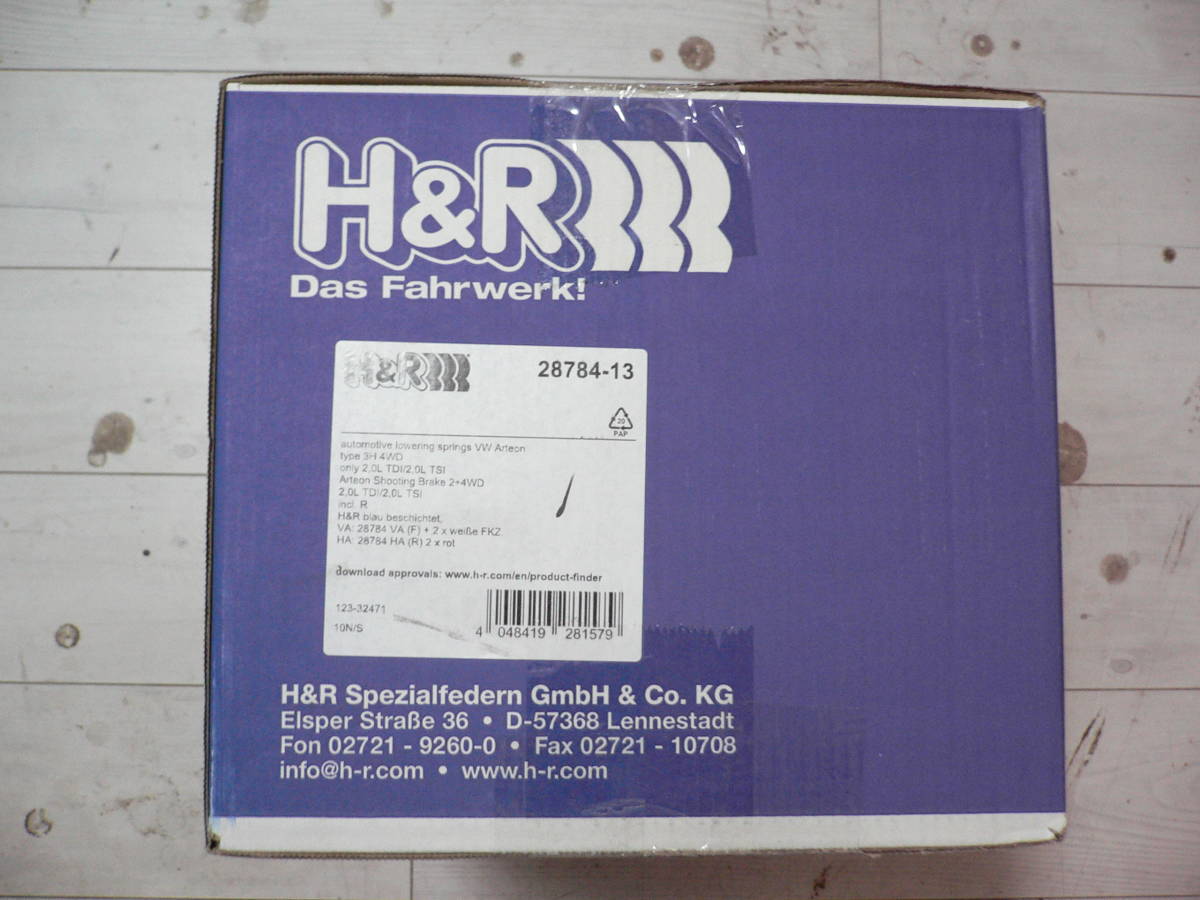 H&R
Das Fahrwerk!
H&R
28784-13
20
PAP
automotive lowering springs VW Arteon
type 3H 4WD
only 2,0L TDI/2,0L TSI
Arteon Shooting Brake 2+4WD
2,0L TDI/2,0L TSI
incl. R
H&R blau beschichtet,
VA: 28784 VA (F) + 2 x weiße FKZ
HA: 28784 HA (R) 2 x rot
download approvals: www.h-r.com/en/product-finder
123-32471
10N/S
4 048419 281579
H&R Spezialfedern GmbH & Co. KG
Elsper Straße 36 • D-57368 Lennestadt
Fon 02721 - 9260-0 • Fax 02721 - 10708
info@h-r.com • www.h-r.com